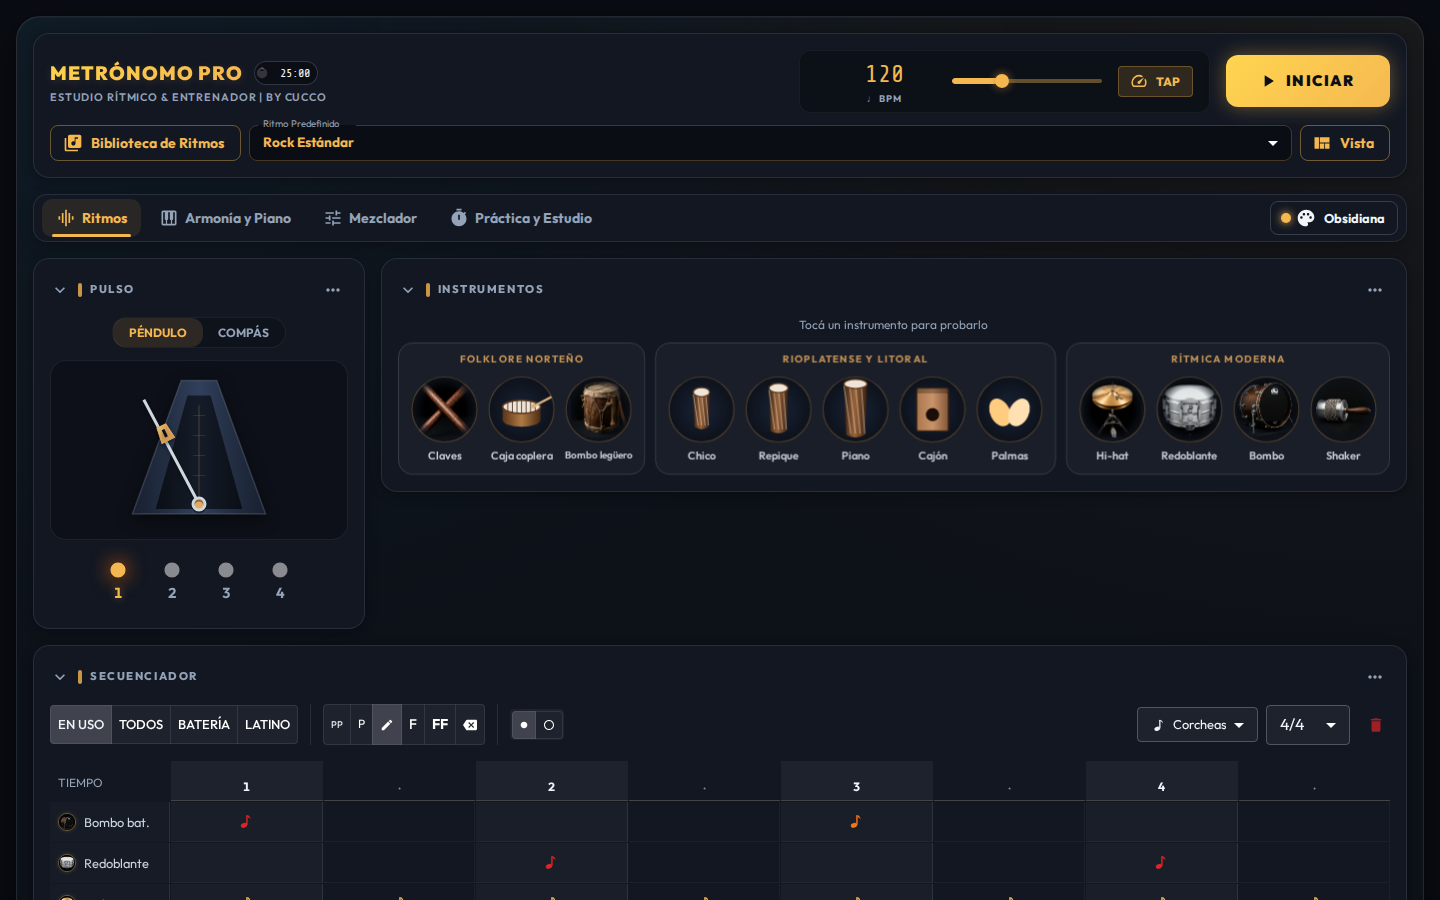 METRÓNOMO PRO
25:00
ESTUDIO RÍTMICO & ENTRENADOR | BY CUCCO
120
♩ BPM
TAP
INICIAR
Biblioteca de Ritmos
Ritmo Predefinido
Rock Estándar
Vista
Ritmos
Armonía y Piano
Mezclador
Práctica y Estudio
Obsidiana
PULSO
PÉNDULO
COMPÁS
1 2 3 4
INSTRUMENTOS
Tocá un instrumento para probarlo
FOLKLORE NORTEÑO
Claves
Caja coplera
Bombo legüero
RIOPLATENSE Y LITORAL
Chico
Repique
Piano
Cajón
Palmas
RÍTMICA MODERNA
Hi-hat
Redoblante
Bombo
Shaker
SECUENCIADOR
EN USO
TODOS
BATERÍA
LATINO
PP
P
F
FF
Corcheas
4/4
TIEMPO
1 . 2 . 3 . 4 .
Bombo bat.
Redoblante